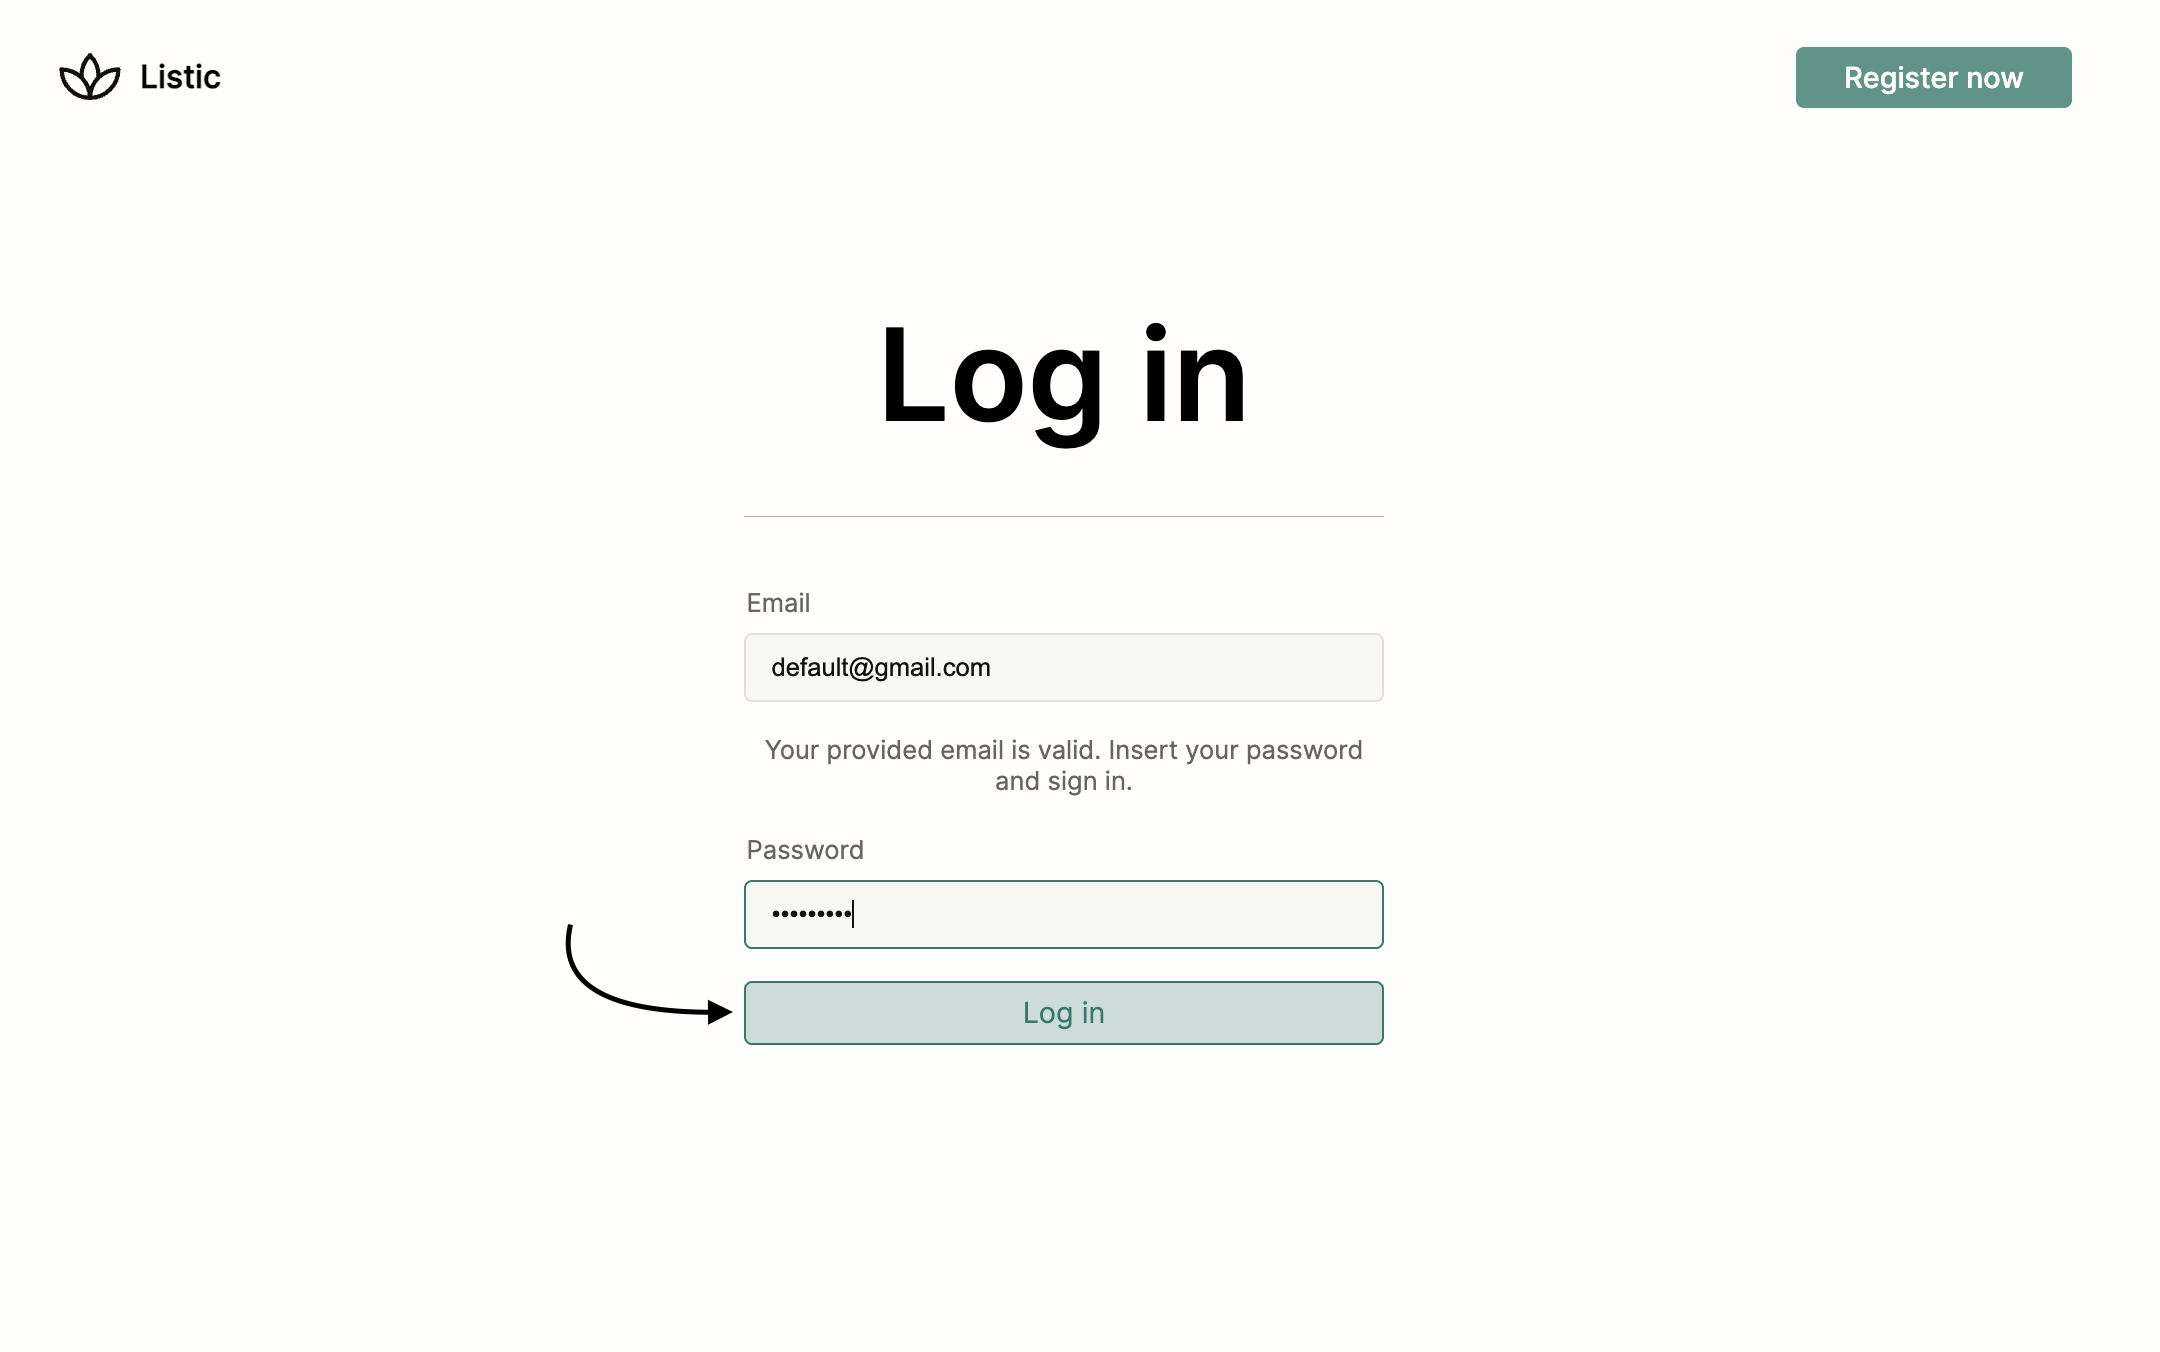 Listic
Register now
Log in
Email
default@gmail.com
Your provided email is valid. Insert your password
and sign in.
Password
•••••••••
Log in